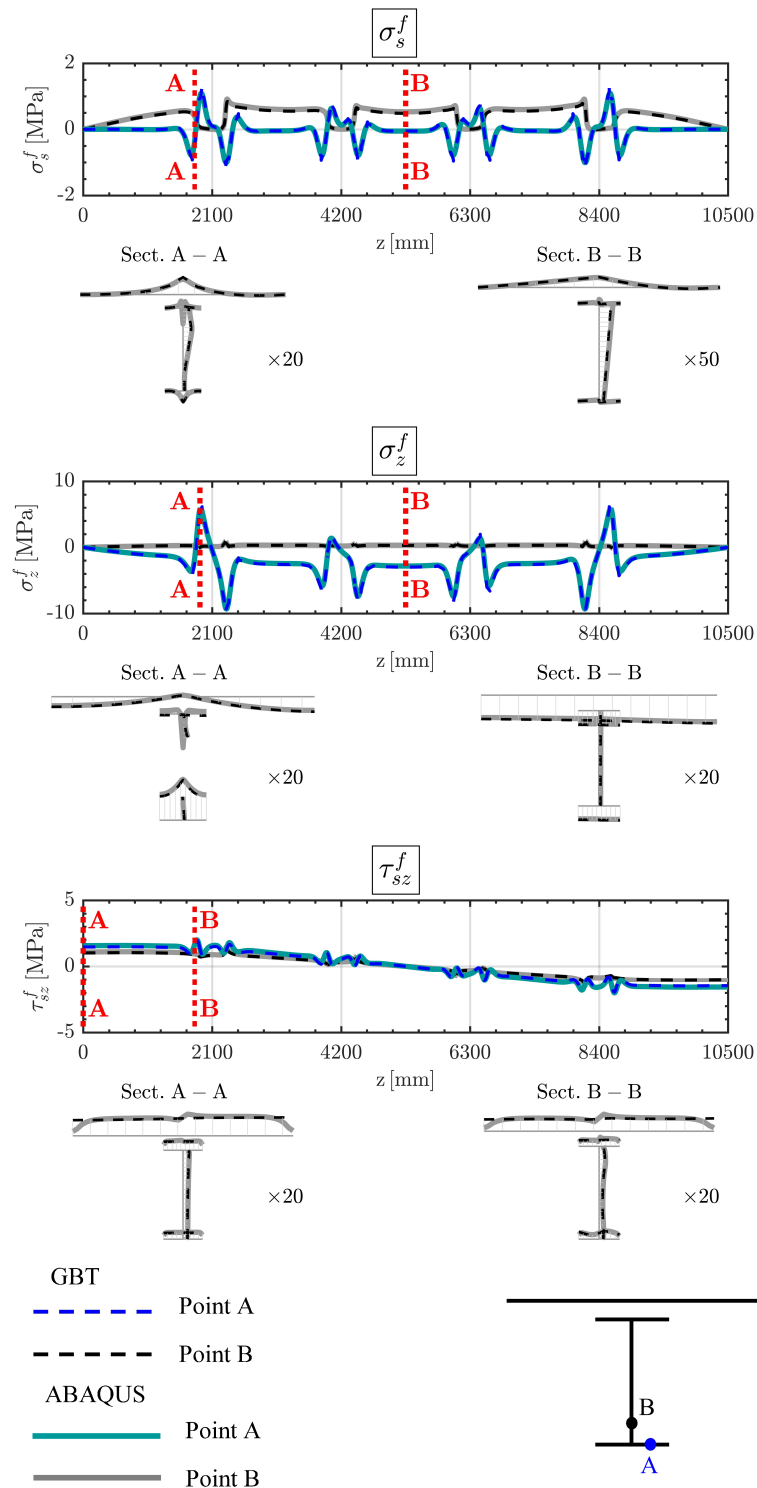 σ_s^f
2
0
-2
σ_s^f [MPa]
A
B
A
B
0 2100 4200 6300 8400 10500
z [mm]
Sect. A − A
Sect. B − B
×20
×50
σ_z^f
10
0
-10
σ_z^f [MPa]
A
B
A
B
0 2100 4200 6300 8400 10500
z [mm]
Sect. A − A
Sect. B − B
×20
×20
τ_sz^f
5
0
-5
τ_sz^f [MPa]
A
B
A
B
0 2100 4200 6300 8400 10500
z [mm]
Sect. A − A
Sect. B − B
×20
×20
GBT
Point A
Point B
ABAQUS
Point A
Point B
B
A